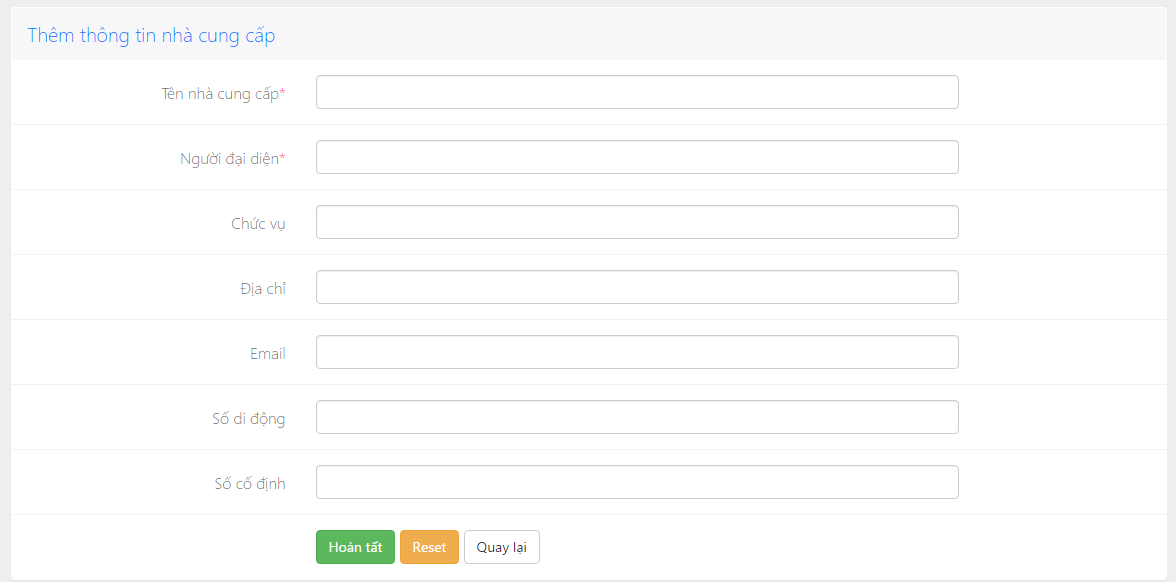 Thêm thông tin nhà cung cấp
Tên nhà cung cấp*
Người đại diện*
Chức vụ
Địa chỉ
Email
Số di động
Số cố định
Hoàn tất Reset Quay lại